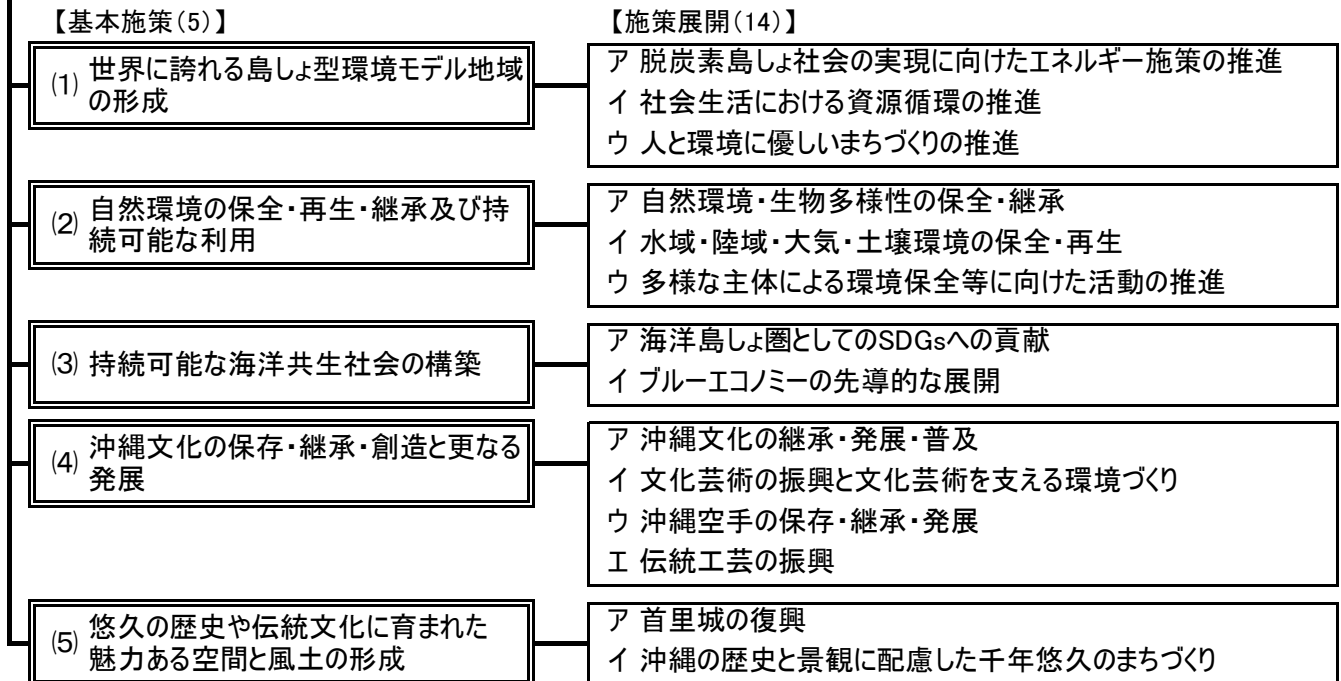 【基本施策(5)】
【施策展開(14)】
⑴ 世界に誇れる島しょ型環境モデル地域
の形成
ア 脱炭素島しょ社会の実現に向けたエネルギー施策の推進
イ 社会生活における資源循環の推進
ウ 人と環境に優しいまちづくりの推進
⑵ 自然環境の保全・再生・継承及び持
続可能な利用
ア 自然環境・生物多様性の保全・継承
イ 水域・陸域・大気・土壌環境の保全・再生
ウ 多様な主体による環境保全等に向けた活動の推進
⑶ 持続可能な海洋共生社会の構築
ア 海洋島しょ圏としてのSDGsへの貢献
イ ブルーエコノミーの先導的な展開
⑷ 沖縄文化の保存・継承・創造と更なる
発展
ア 沖縄文化の継承・発展・普及
イ 文化芸術の振興と文化芸術を支える環境づくり
ウ 沖縄空手の保存・継承・発展
エ 伝統工芸の振興
⑸ 悠久の歴史や伝統文化に育まれた
魅力ある空間と風土の形成
ア 首里城の復興
イ 沖縄の歴史と景観に配慮した千年悠久のまちづくり